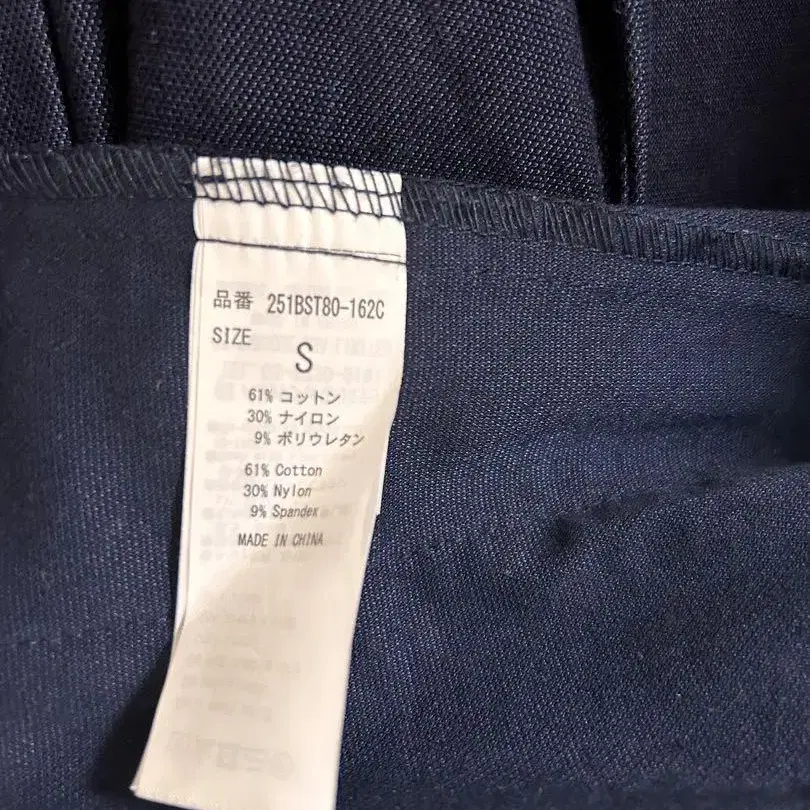 品番 251BST80-162C
SIZE S
61% コットン
30% ナイロン
9% ポリウレタン
61% Cotton
30% Nylon
9% Spandex
MADE IN CHINA